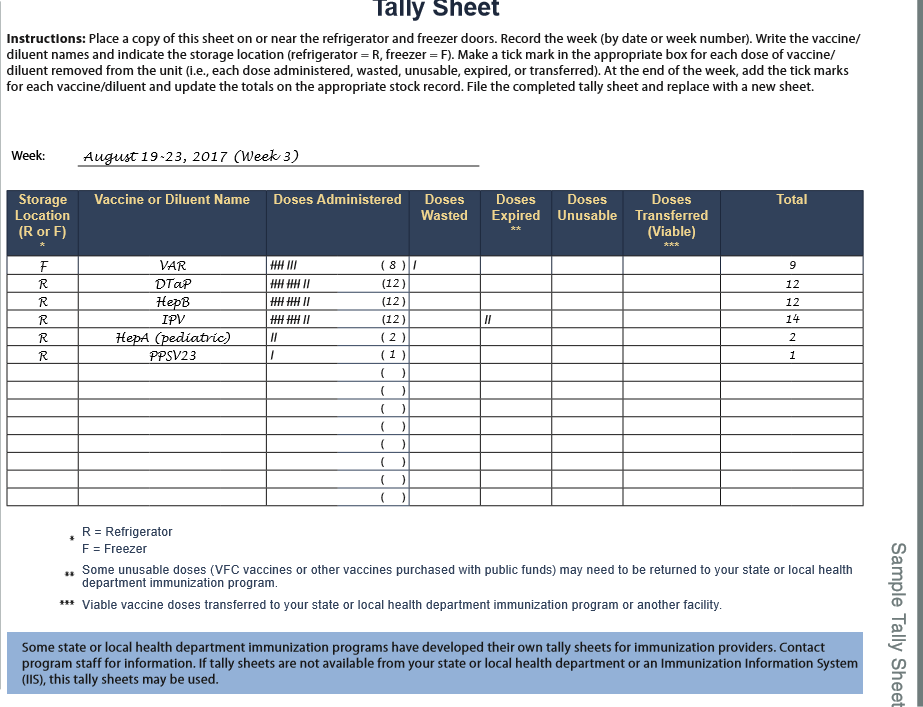 Tally Sheet
Instructions: Place a copy of this sheet on or near the refrigerator and freezer doors. Record the week (by date or week number). Write the vaccine/
diluent names and indicate the storage location (refrigerator = R, freezer = F). Make a tick mark in the appropriate box for each dose of vaccine/
diluent removed from the unit (i.e., each dose administered, wasted, unusable, expired, or transferred). At the end of the week, add the tick marks
for each vaccine/diluent and update the totals on the appropriate stock record. File the completed tally sheet and replace with a new sheet.
Week: August 19-23, 2017 (Week 3)
Storage Location (R or F) * Vaccine or Diluent Name Doses Administered Doses Wasted Doses Expired ** Doses Unusable Doses Transferred (Viable) *** Total
F VAR #### III ( 8 ) I 9
R DTaP #### #### II (12) 12
R HepB #### #### II (12) 12
R IPV #### #### II (12) II 14
R HepA (pediatric) II ( 2 ) 2
R PPSV23 I ( 1 ) 1
( )
( )
( )
( )
( )
( )
( )
( )
* R = Refrigerator
F = Freezer
** Some unusable doses (VFC vaccines or other vaccines purchased with public funds) may need to be returned to your state or local health
department immunization program.
*** Viable vaccine doses transferred to your state or local health department immunization program or another facility.
Some state or local health department immunization programs have developed their own tally sheets for immunization providers. Contact
program staff for information. If tally sheets are not available from your state or local health department or an Immunization Information System
(IIS), this tally sheets may be used.
Sample Tally Sheet